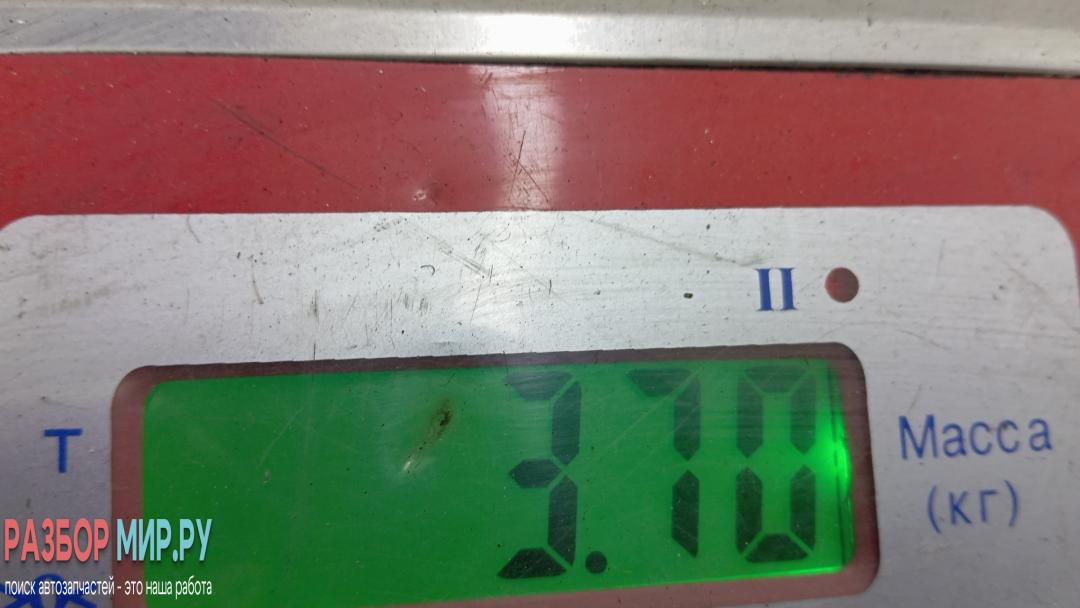 II
3.70
T
Масса
(кг)
РАЗБОР МИР.РУ
поиск автозапчастей - это наша работа